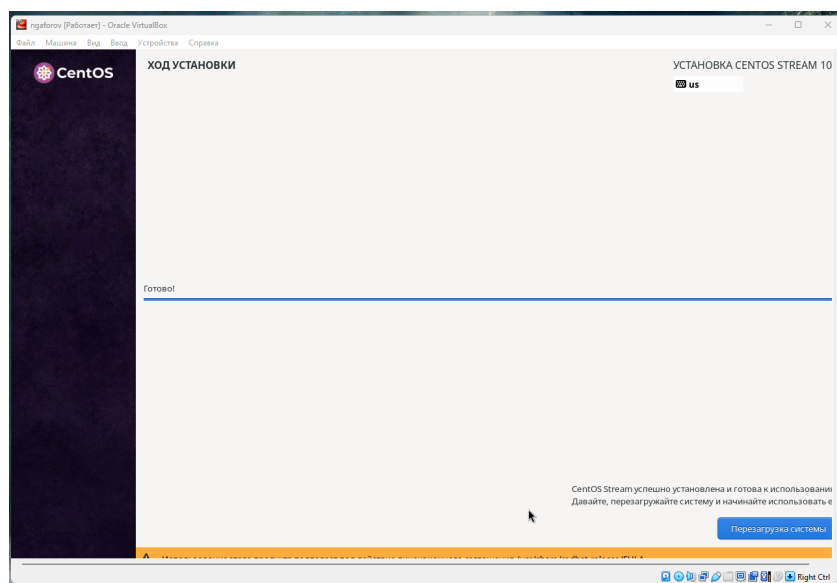 ngaforov [Работает] - Oracle VirtualBox
Файл Машина Вид Ввод Устройства Справка
CentOS
ХОД УСТАНОВКИ
УСТАНОВКА CENTOS STREAM 10
us
Готово!
CentOS Stream успешно установлена и готова к использовани
Давайте, перезагружайте систему и начинайте использовать е
Перезагрузка системы
Right Ctrl